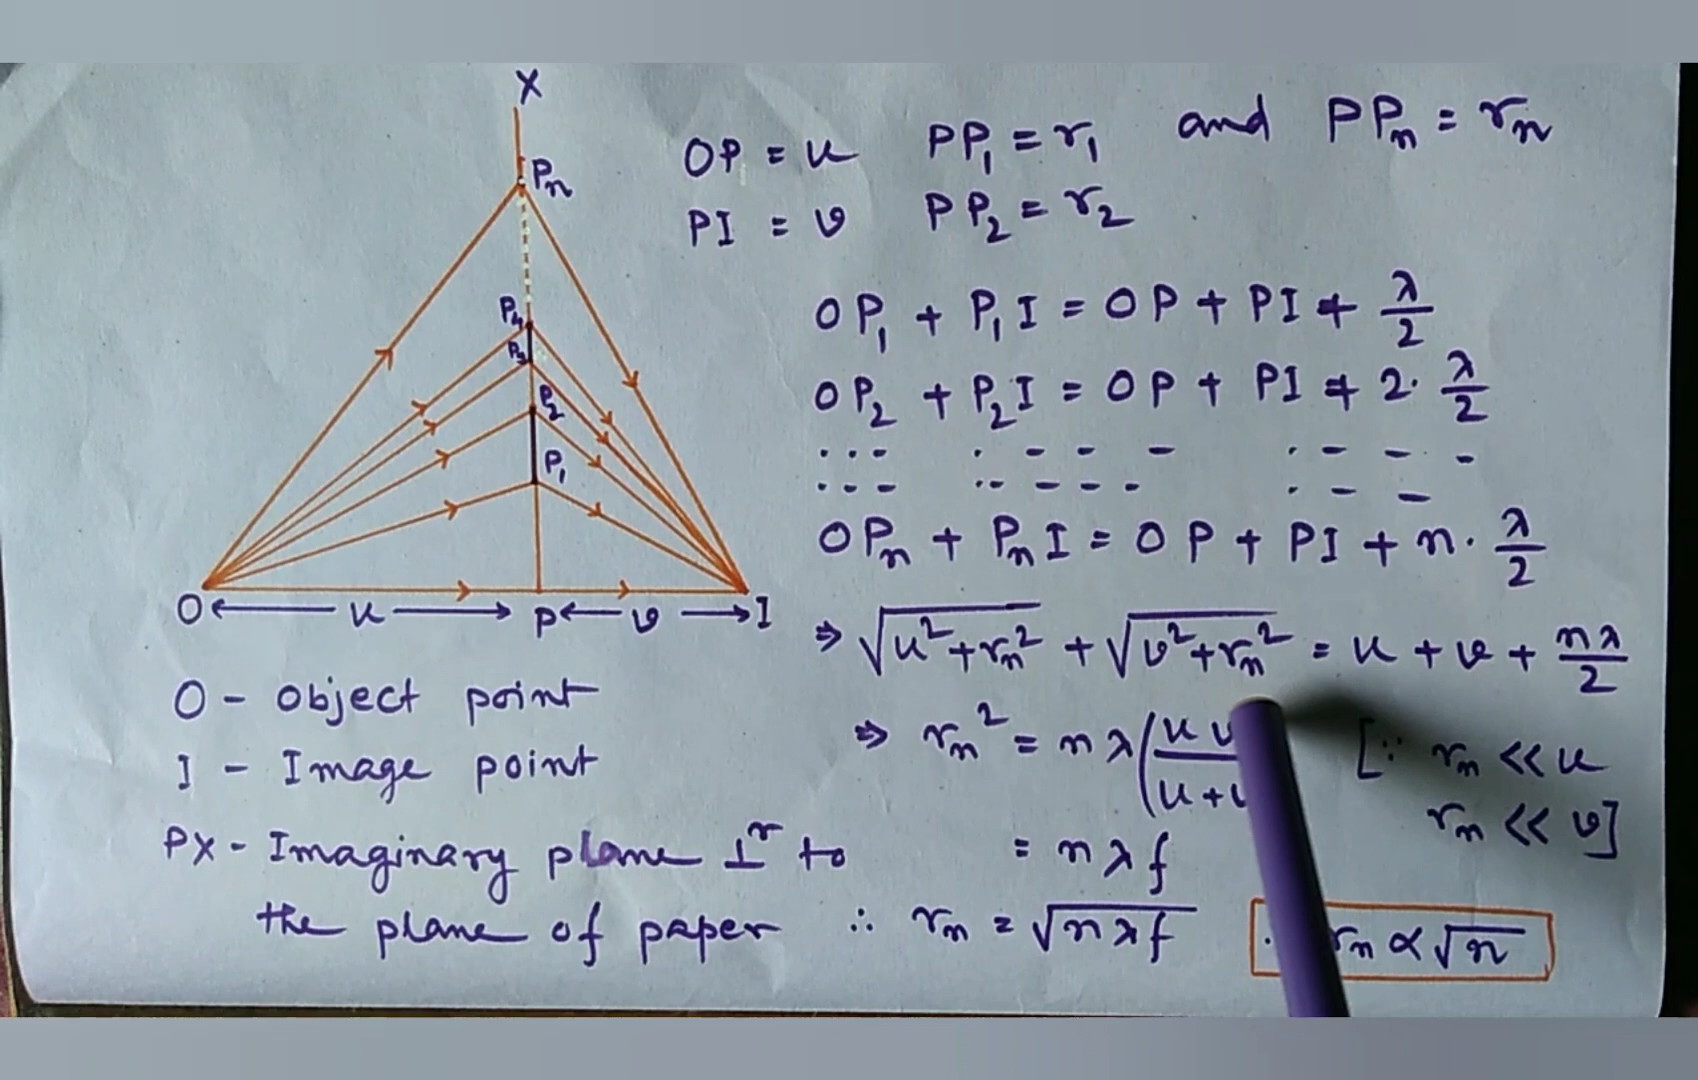 X
Pn
P4
P3
P2
P1
O u P v I
O - Object point
I - Image point
PX - Imaginary plane ⊥r to
the plane of paper
OP = u PP1 = r1 and PPn = rn
PI = v PP2 = r2
OP1 + P1I = OP + PI + λ/2
OP2 + P2I = OP + PI + 2·λ/2
OPn + PnI = OP + PI + n·λ/2
⇒ √(u²+rn²) + √(v²+rn²) = u + v + nλ/2
⇒ rn² = nλ(u v/u+v [∵ rn << u
rn << v]
= nλf
∴ rn = √(nλf) rn ∝ √n